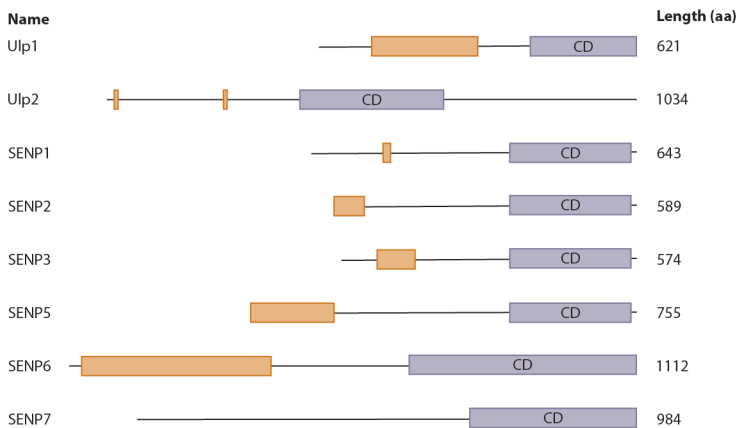 Name Length (aa)
Ulp1 CD 621
Ulp2 CD 1034
SENP1 CD 643
SENP2 CD 589
SENP3 CD 574
SENP5 CD 755
SENP6 CD 1112
SENP7 CD 984